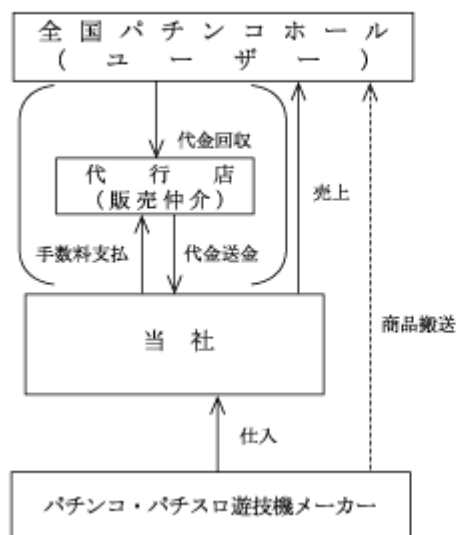 全国パチンコホール
(ユーザー)
代金回収
代行店
(販売仲介)
売上
手数料支払
代金送金
商品搬送
当社
仕入
パチンコ・パチスロ遊技機メーカー